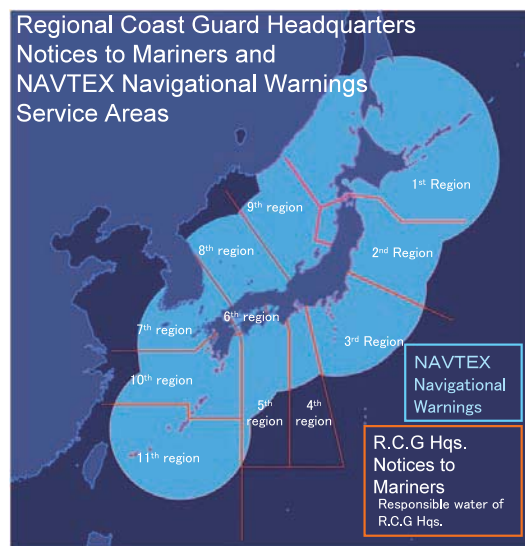 Regional Coast Guard Headquarters
Notices to Mariners and
NAVTEX Navigational Warnings
Service Areas
1st Region
9th region
2nd Region
8th region
6th region
7th region
3rd Region
10th region
5th
region
4th
region
11th region
NAVTEX
Navigational
Warnings
R.C.G Hqs.
Notices to
Mariners
Responsible water of
R.C.G Hqs.